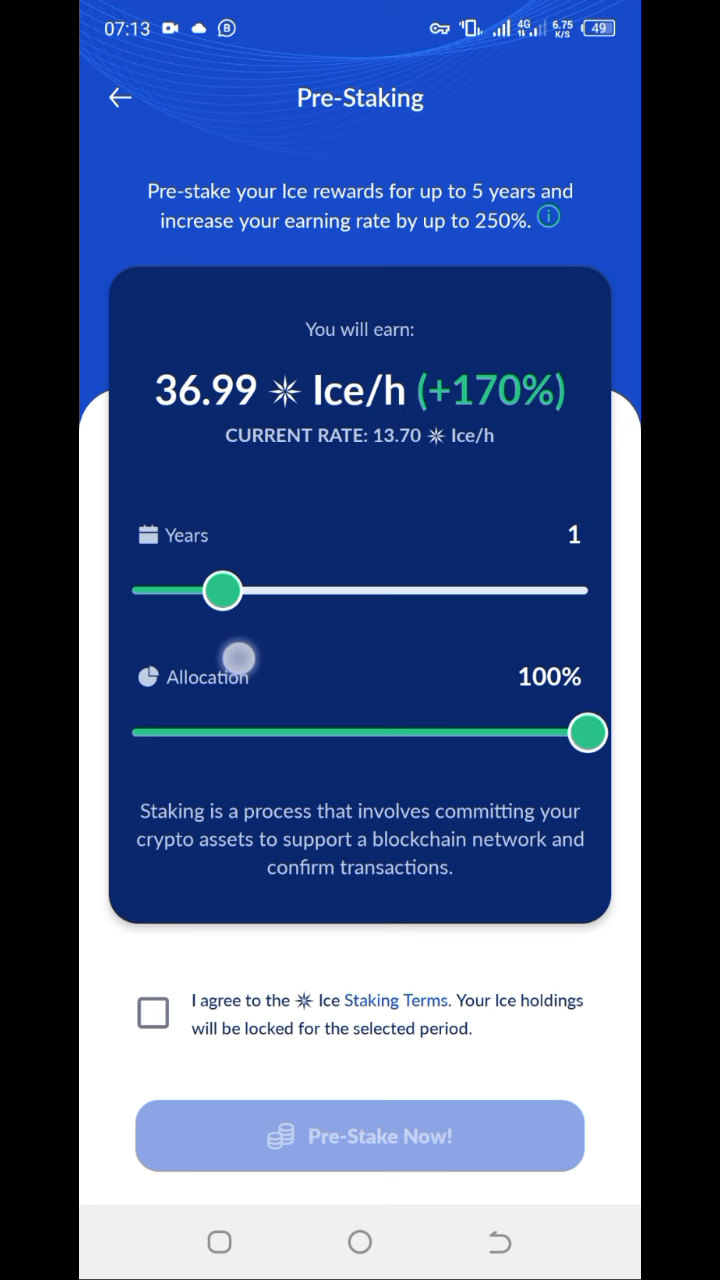 07:13 B 4G 6.75 K/S 49
Pre-Staking
Pre-stake your Ice rewards for up to 5 years and
increase your earning rate by up to 250%.
You will earn:
36.99 Ice/h (+170%)
CURRENT RATE: 13.70 Ice/h
Years 1
Allocation 100%
Staking is a process that involves committing your
crypto assets to support a blockchain network and
confirm transactions.
I agree to the Ice Staking Terms. Your Ice holdings
will be locked for the selected period.
Pre-Stake Now!